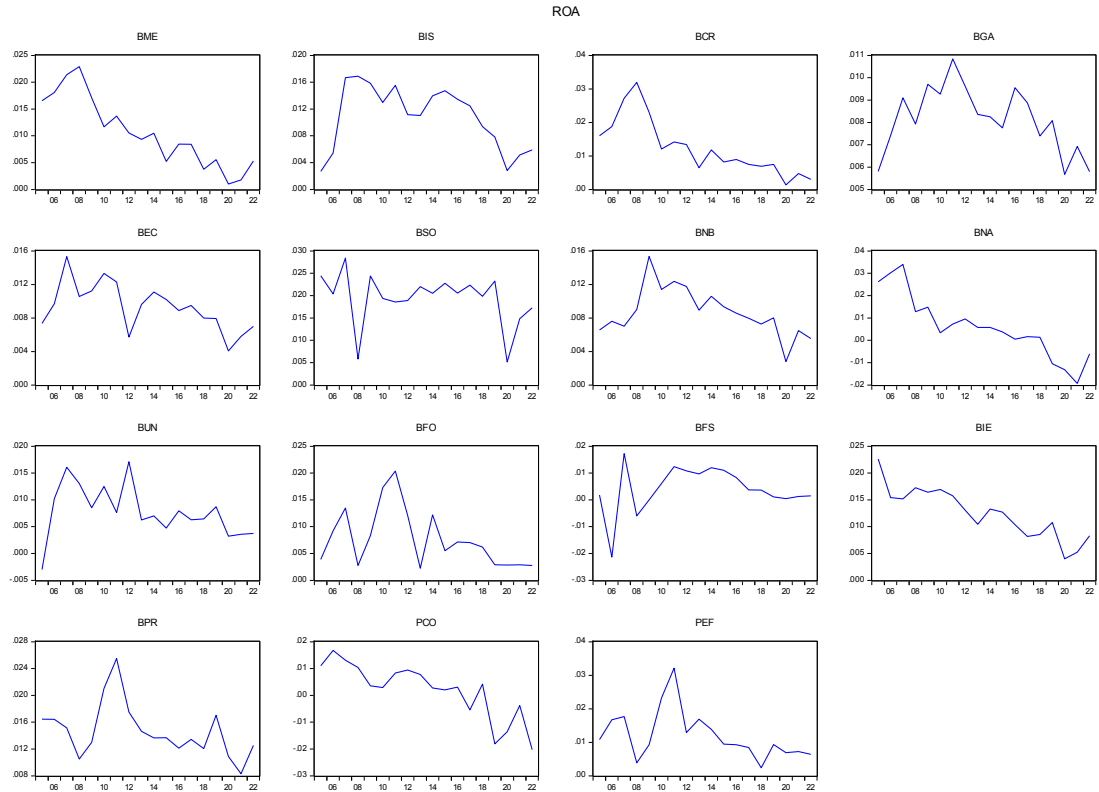 ROA
BME BIS BCR BGA
.025 .020 .015 .010 .005 .000
06 08 10 12 14 16 18 20 22
.020 .016 .012 .008 .004 .000
06 08 10 12 14 16 18 20 22
.04 .03 .02 .01 .00
06 08 10 12 14 16 18 20 22
.011 .010 .009 .008 .007 .006 .005
06 08 10 12 14 16 18 20 22
BEC BSO BNB BNA
.016 .012 .008 .004 .000
06 08 10 12 14 16 18 20 22
.030 .025 .020 .015 .010 .005 .000
06 08 10 12 14 16 18 20 22
.016 .012 .008 .004 .000
06 08 10 12 14 16 18 20 22
.04 .03 .02 .01 .00 -.01 -.02
06 08 10 12 14 16 18 20 22
BUN BFO BFS BIE
.020 .015 .010 .005 .000 -.005
06 08 10 12 14 16 18 20 22
.025 .020 .015 .010 .005 .000
06 08 10 12 14 16 18 20 22
.02 .01 .00 -.01 -.02 -.03
06 08 10 12 14 16 18 20 22
.025 .020 .015 .010 .005 .000
06 08 10 12 14 16 18 20 22
BPR PCO PEF
.028 .024 .020 .016 .012 .008
06 08 10 12 14 16 18 20 22
.02 .01 .00 -.01 -.02 -.03
06 08 10 12 14 16 18 20 22
.04 .03 .02 .01 .00
06 08 10 12 14 16 18 20 22